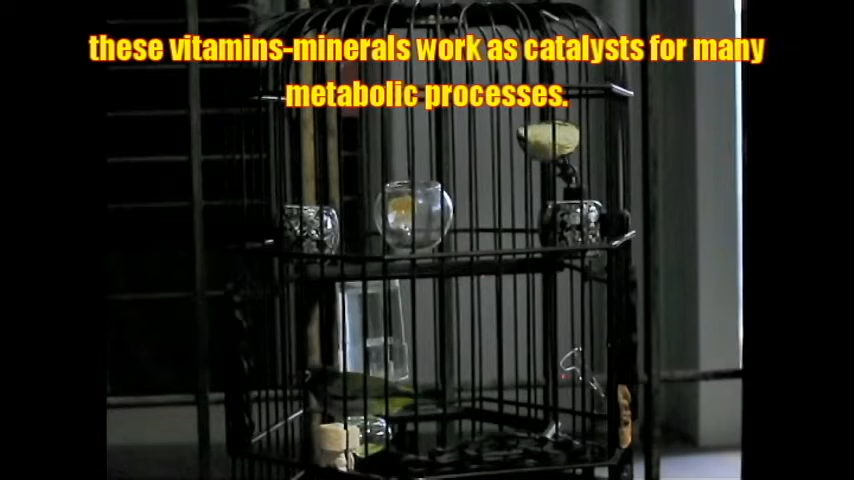 these vitamins-minerals work as catalysts for many
metabolic processes.